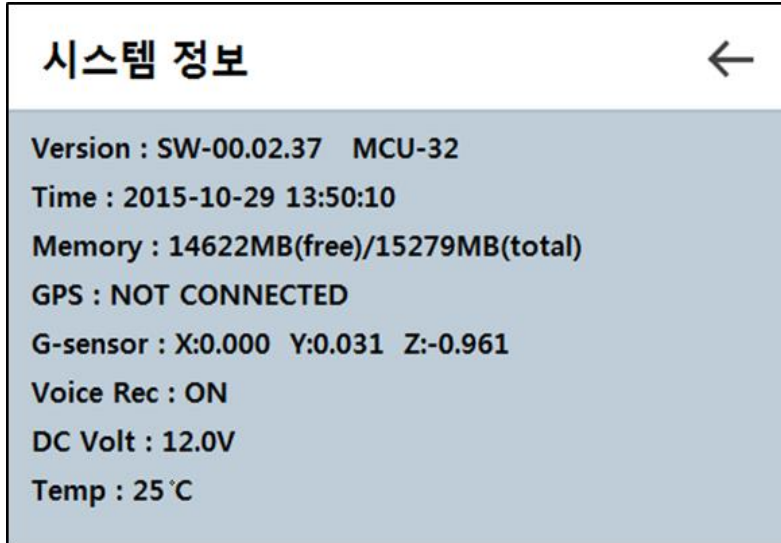 시스템 정보
Version : SW-00.02.37 MCU-32
Time : 2015-10-29 13:50:10
Memory : 14622MB(free)/15279MB(total)
GPS : NOT CONNECTED
G-sensor : X:0.000 Y:0.031 Z:-0.961
Voice Rec : ON
DC Volt : 12.0V
Temp : 25℃